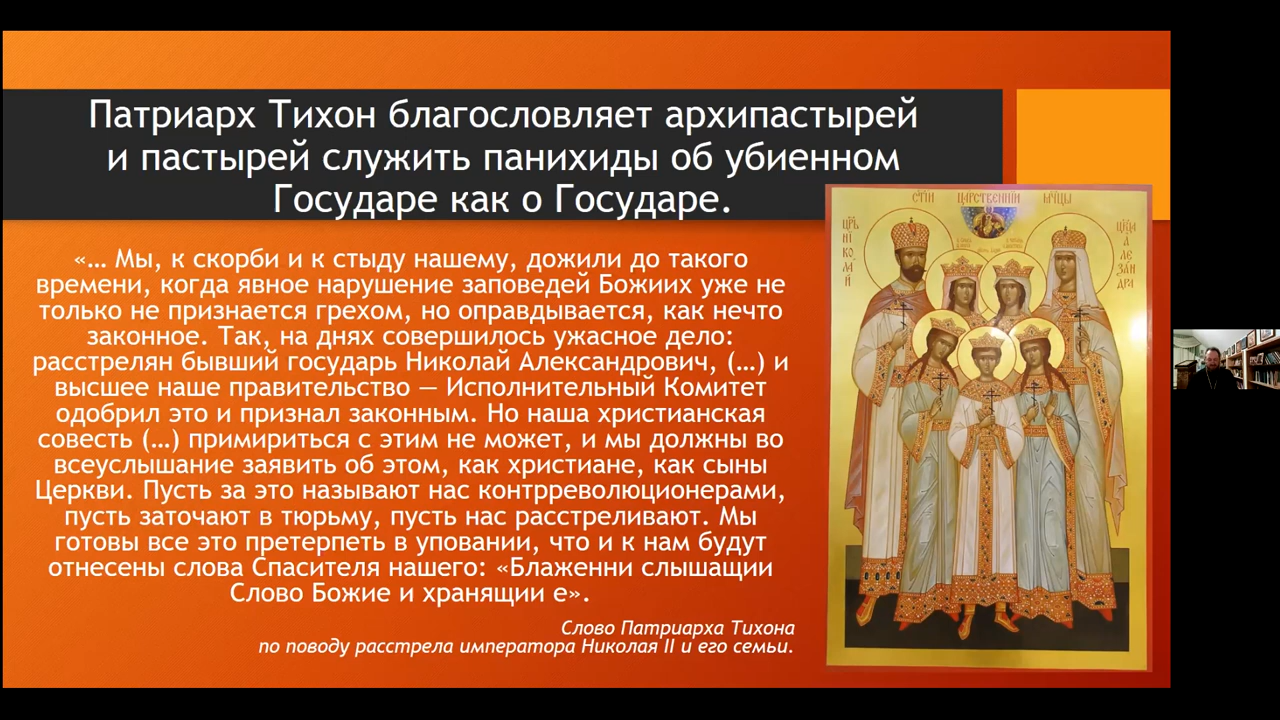 Патриарх Тихон благословляет архипастырей
и пастырей служить панихиды об убиенном
Государе как о Государе.
«… Мы, к скорби и к стыду нашему, дожили до такого
времени, когда явное нарушение заповедей Божиих уже не
только не признается грехом, но оправдывается, как нечто
законное. Так, на днях совершилось ужасное дело:
расстрелян бывший государь Николай Александрович, (…) и
высшее наше правительство — Исполнительный Комитет
одобрил это и признал законным. Но наша христианская
совесть (…) примириться с этим не может, и мы должны во
всеуслышание заявить об этом, как христиане, как сыны
Церкви. Пусть за это называют нас контрреволюционерами,
пусть заточают в тюрьму, пусть нас расстреливают. Мы
готовы все это претерпеть в уповании, что и к нам будут
отнесены слова Спасителя нашего: «Блаженни слышащии
Слово Божие и хранящии е».
Слово Патриарха Тихона
по поводу расстрела императора Николая II и его семьи.